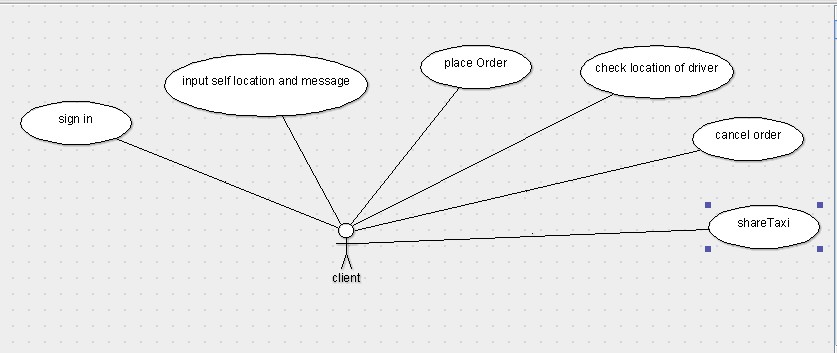 place Order
check location of driver
input self location and message
sign in
cancel order
shareTaxi
client